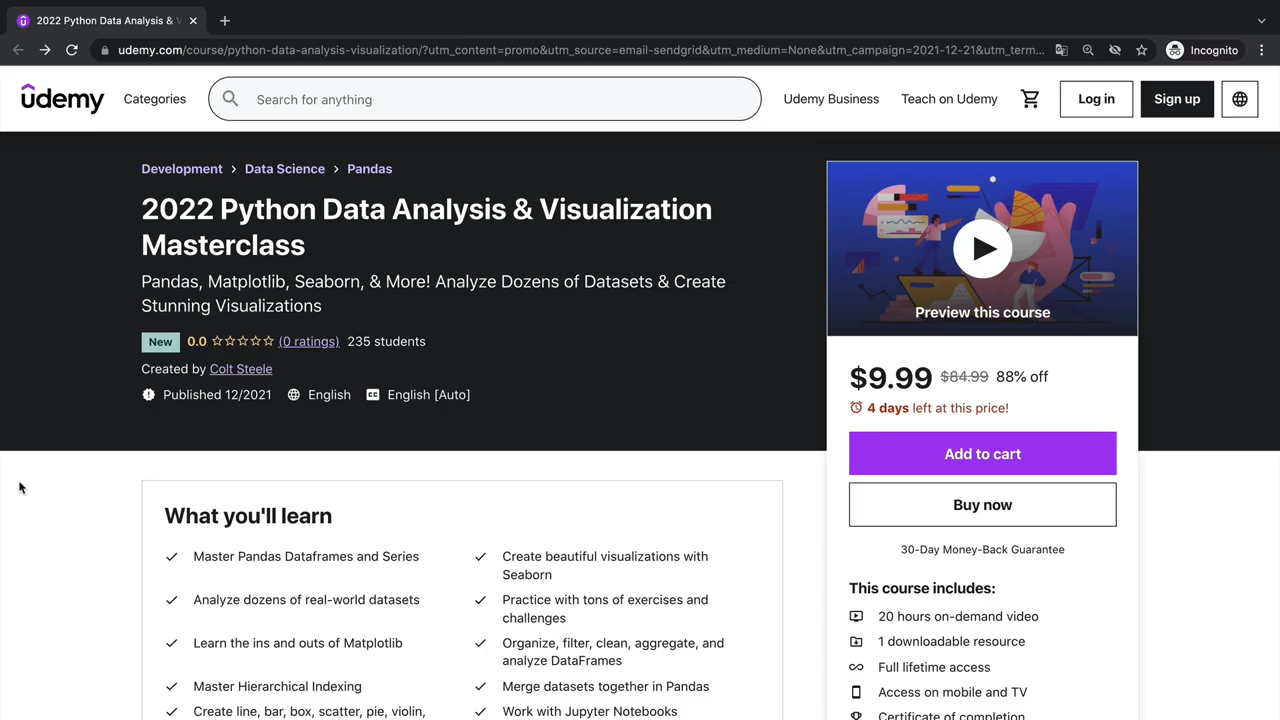 2022 Python Data Analysis & V
udemy.com/course/python-data-analysis-visualization/?utm_content=promo&utm_source=email-sendgrid&utm_medium=None&utm_campaign=2021-12-21&utm_term...
Incognito
udemy
Categories
Search for anything
Udemy Business
Teach on Udemy
Log in
Sign up
Development > Data Science > Pandas
2022 Python Data Analysis & Visualization
Masterclass
Pandas, Matplotlib, Seaborn, & More! Analyze Dozens of Datasets & Create
Stunning Visualizations
New 0.0 (0 ratings) 235 students
Created by Colt Steele
Published 12/2021 English CC English [Auto]
Preview this course
$9.99 $84.99 88% off
4 days left at this price!
Add to cart
Buy now
30-Day Money-Back Guarantee
This course includes:
20 hours on-demand video
1 downloadable resource
Full lifetime access
Access on mobile and TV
Certificate of completion
What you'll learn
Master Pandas Dataframes and Series
Analyze dozens of real-world datasets
Learn the ins and outs of Matplotlib
Master Hierarchical Indexing
Create line, bar, box, scatter, pie, violin,
Create beautiful visualizations with
Seaborn
Practice with tons of exercises and
challenges
Organize, filter, clean, aggregate, and
analyze DataFrames
Merge datasets together in Pandas
Work with Jupyter Notebooks